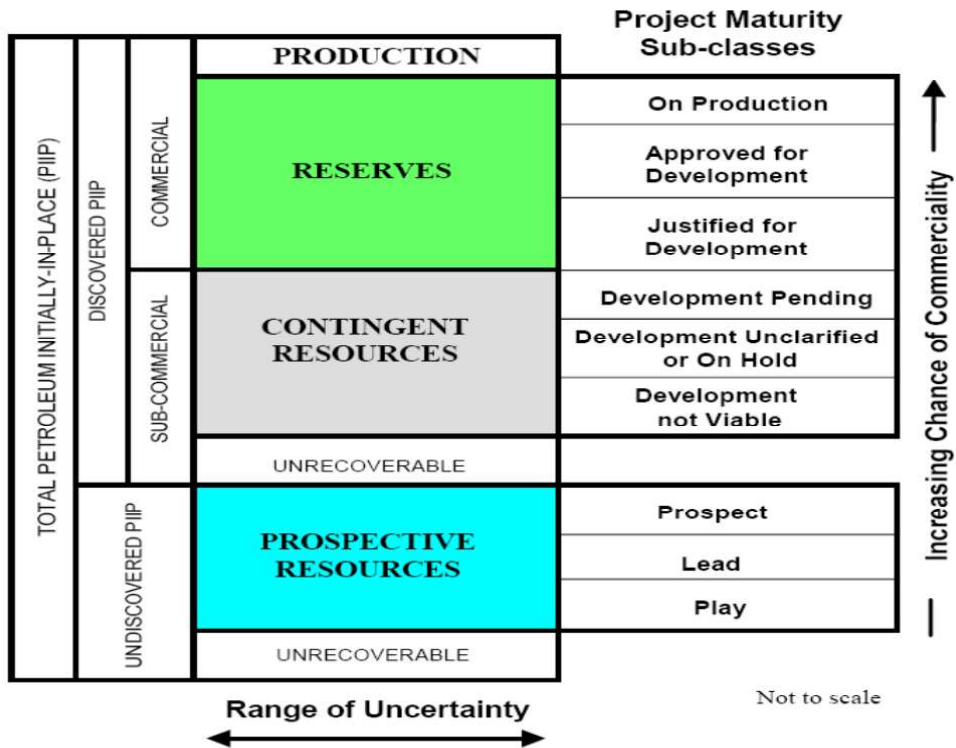 Project Maturity
Sub-classes
TOTAL PETROLEUM INITIALLY-IN-PLACE (PIIP)
DISCOVERED PIIP
UNDISCOVERED PIIP
COMMERCIAL
SUB-COMMERCIAL
PRODUCTION
RESERVES
On Production
Approved for
Development
Justified for
Development
CONTINGENT
RESOURCES
Development Pending
Development Unclarified
or On Hold
Development
not Viable
UNRECOVERABLE
PROSPECTIVE
RESOURCES
Prospect
Lead
Play
UNRECOVERABLE
Increasing Chance of Commerciality
Range of Uncertainty
Not to scale